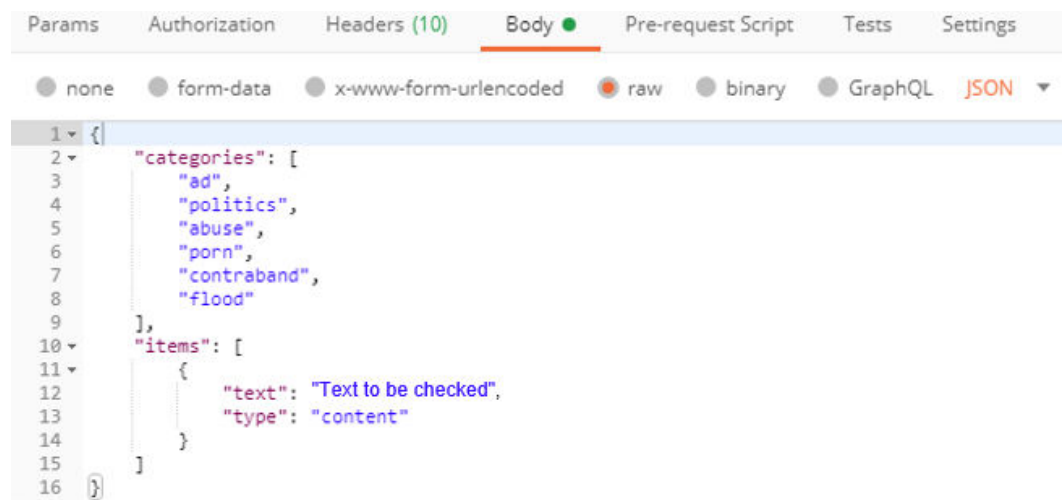 Params Authorization Headers (10) Body Pre-request Script Tests Settings
none form-data x-www-form-urlencoded raw binary GraphQL JSON
1 {
2 "categories": [
3 "ad",
4 "politics",
5 "abuse",
6 "porn",
7 "contraband",
8 "flood"
9 ],
10 "items": [
11 {
12 "text": "Text to be checked",
13 "type": "content"
14 }
15 ]
16 }